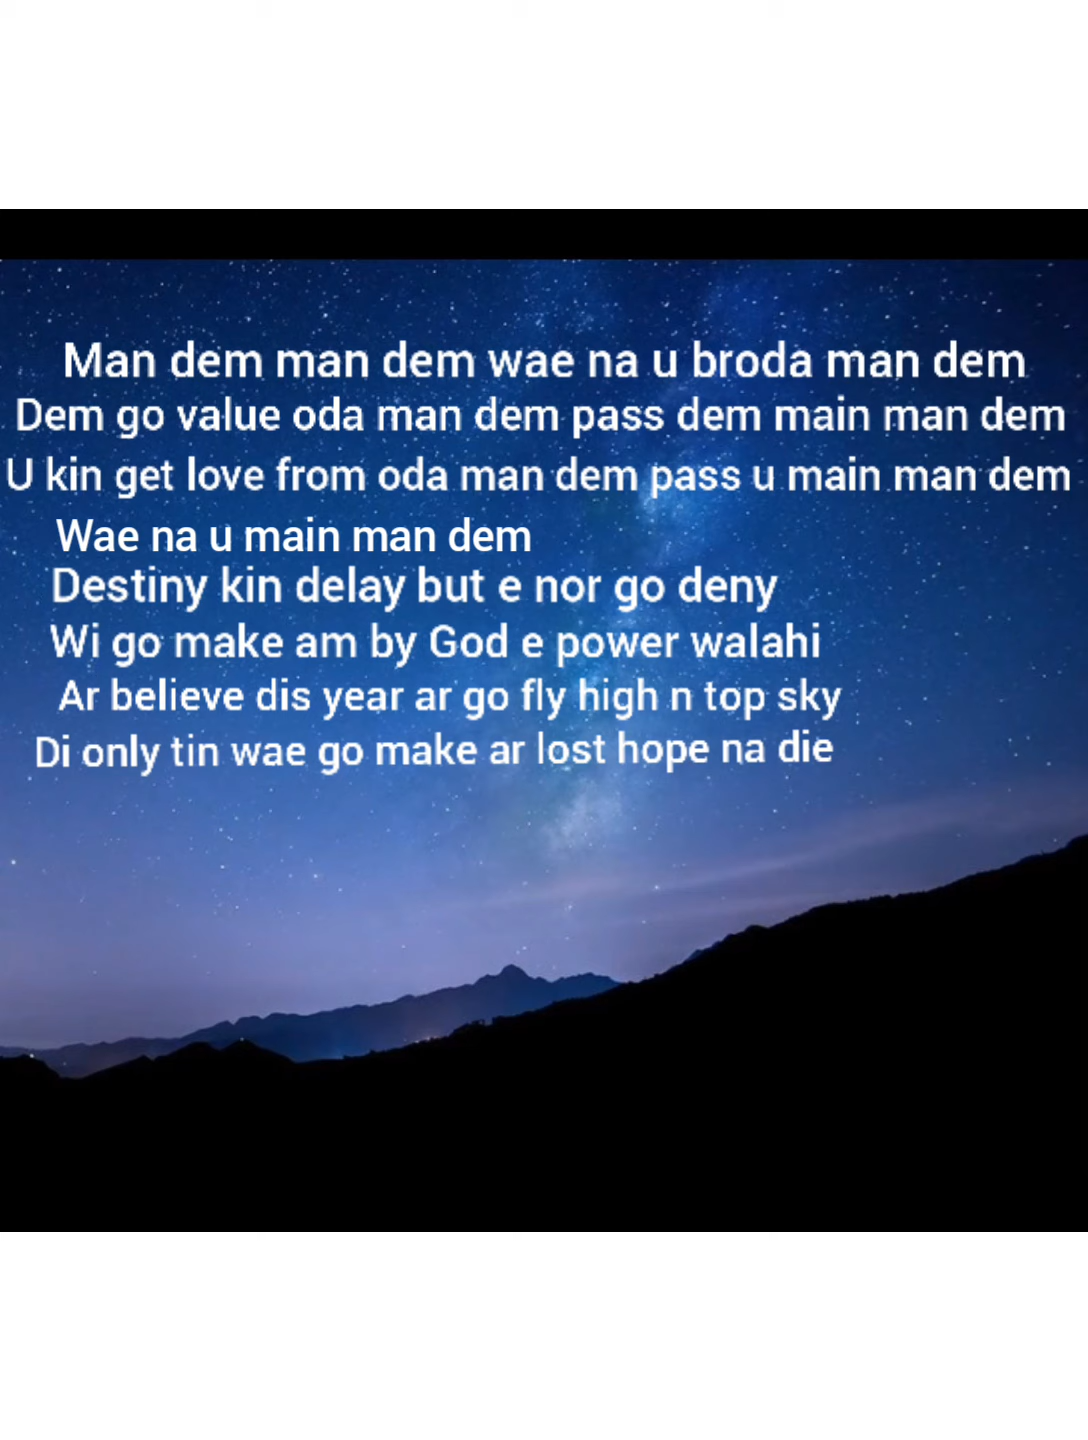 Man dem man dem wae na u broda man dem
Dem go value oda man dem pass dem main man dem
U kin get love from oda man dem pass u main man dem
Wae na u main man dem
Destiny kin delay but e nor go deny
Wi go make am by God e power walahi
Ar believe dis year ar go fly high n top sky
Di only tin wae go make ar lost hope na die